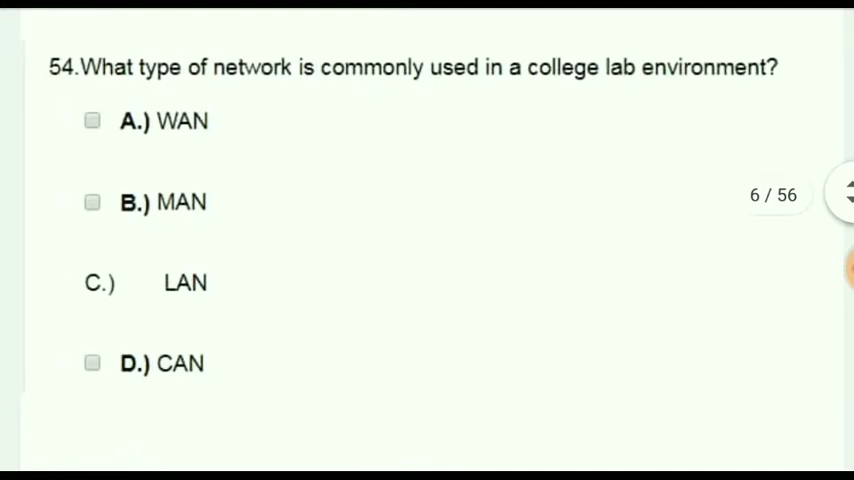 54.What type of network is commonly used in a college lab environment?
A.) WAN
B.) MAN
6 / 56
C.) LAN
D.) CAN